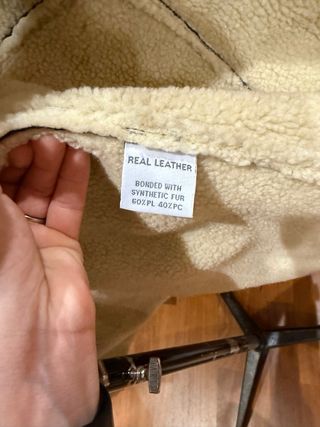 REAL LEATHER
BONDED WITH
SYNTHETIC FUR
60%PL 40%PC